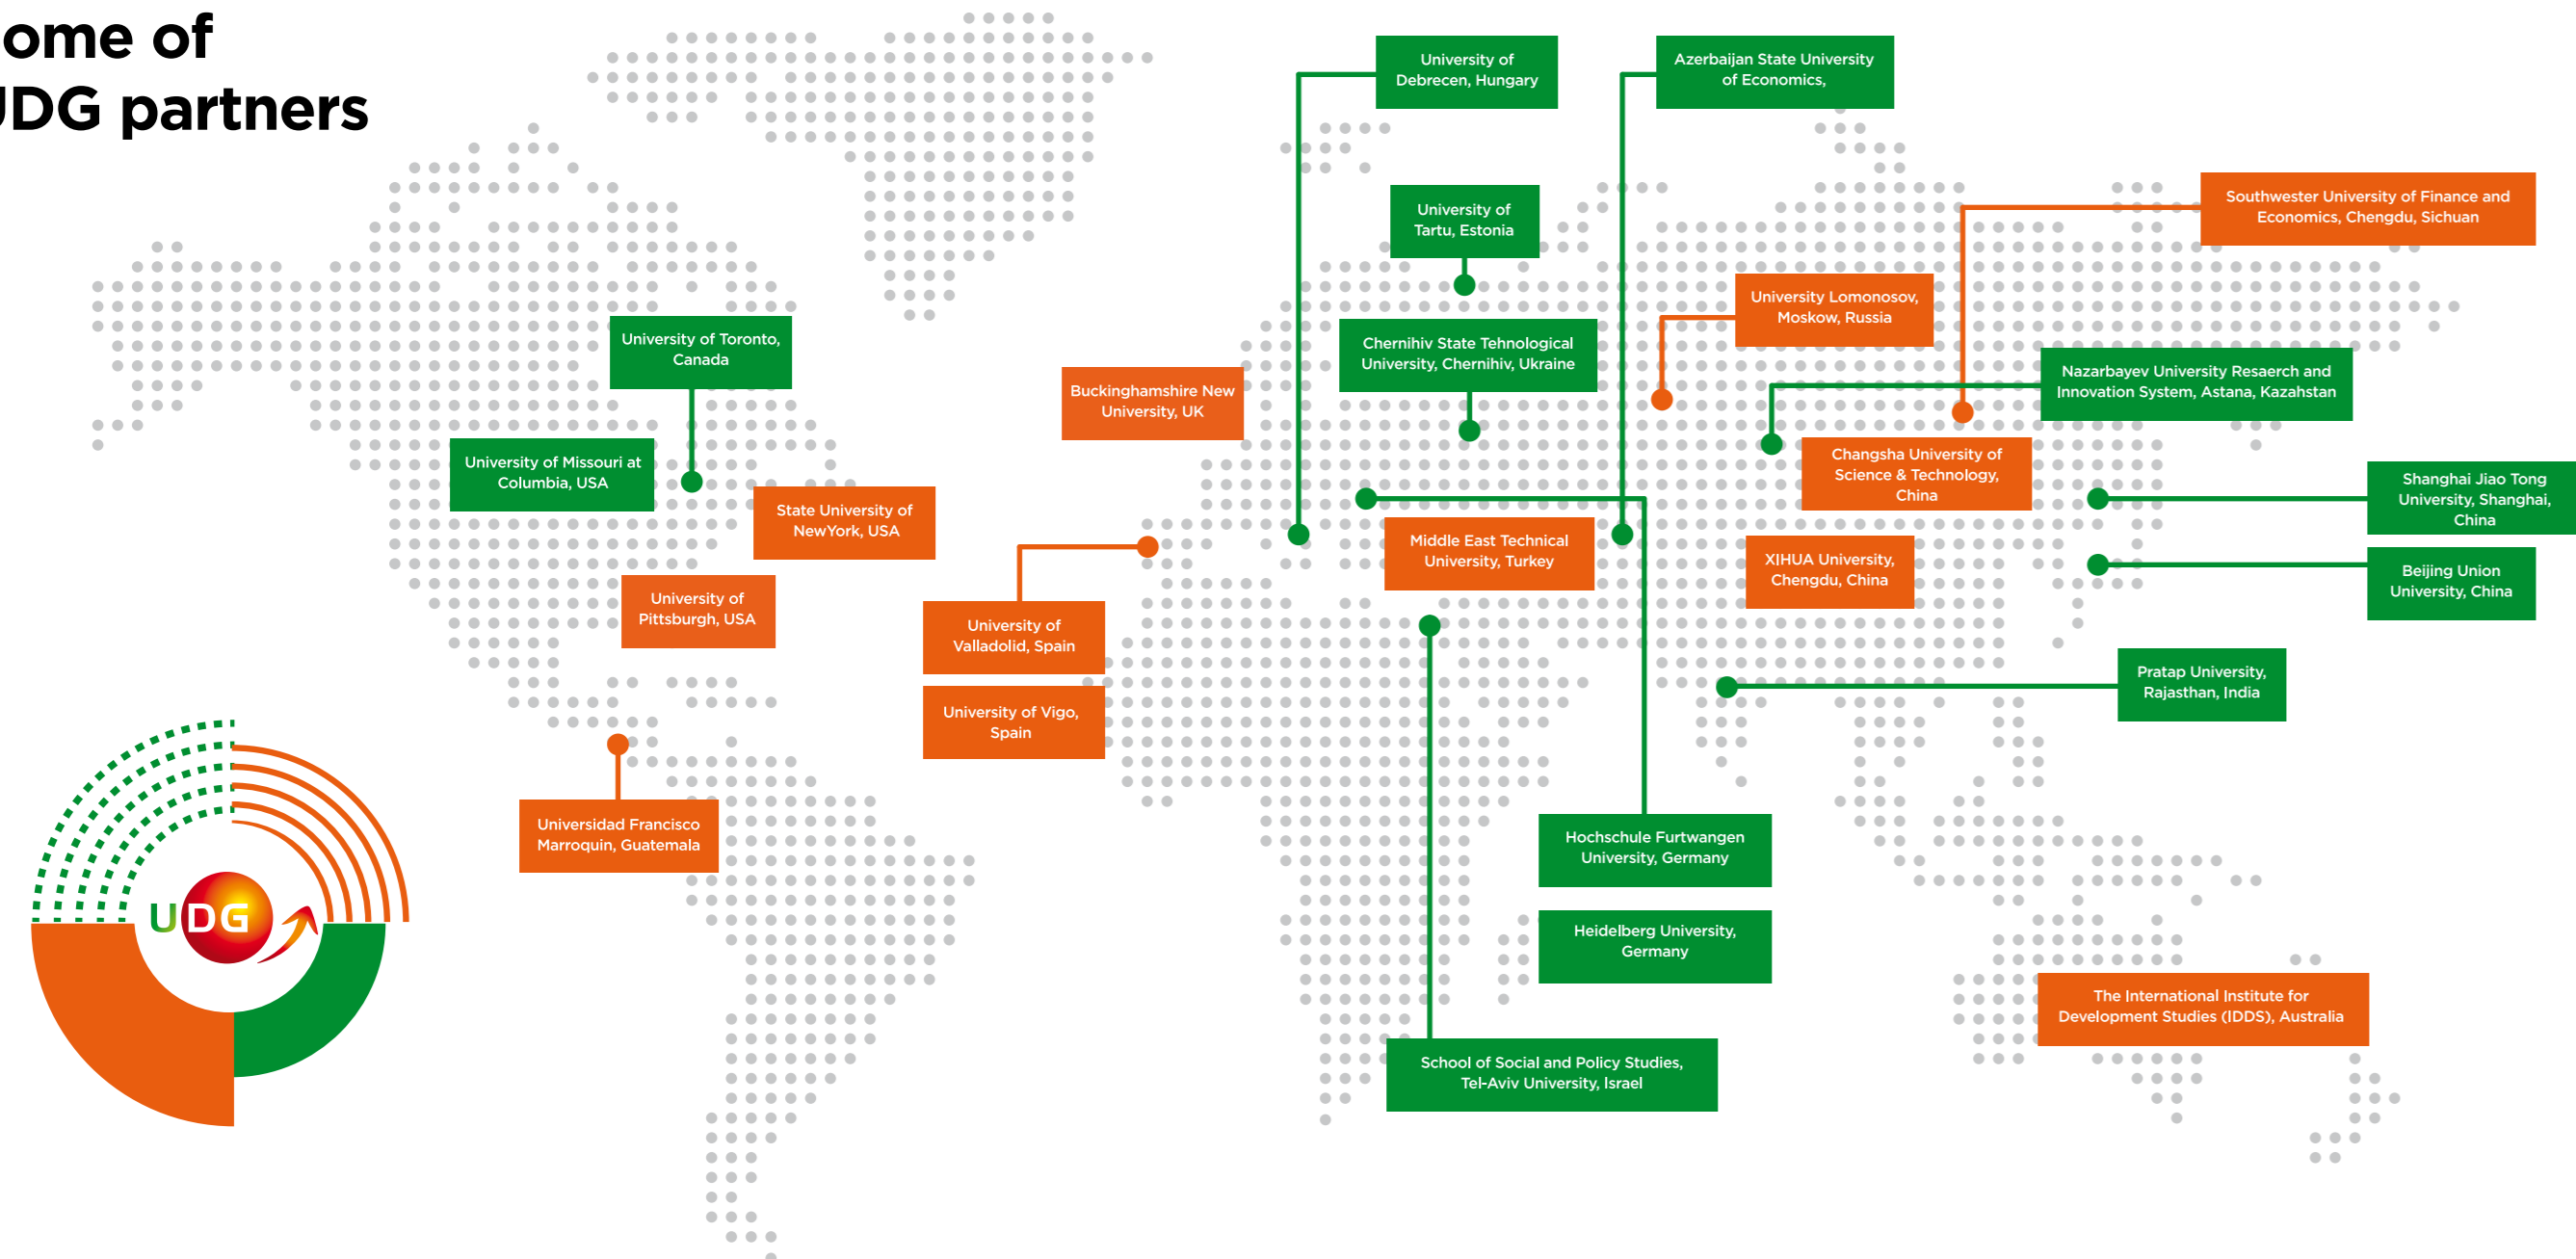 ome of
UDG partners
University of
Debrecen, Hungary
Azerbaijan State University
of Economics,
Southwester University of Finance and
Economics, Chengdu, Sichuan
University of
Tartu, Estonia
University Lomonosov,
Moskow, Russia
University of Toronto,
Canada
Chernihiv State Tehnological
University, Chernihiv, Ukraine
Nazarbayev University Resaerch and
Innovation System, Astana, Kazahstan
Buckinghamshire New
University, UK
University of Missouri at
Columbia, USA
Changsha University of
Science & Technology,
China
Shanghai Jiao Tong
University, Shanghai,
China
State University of
NewYork, USA
Middle East Technical
University, Turkey
XIHUA University,
Chengdu, China
Beijing Union
University, China
University of
Pittsburgh, USA
University of
Valladolid, Spain
Pratap University,
Rajasthan, India
University of Vigo,
Spain
Universidad Francisco
Marroquin, Guatemala
Hochschule Furtwangen
University, Germany
UDG
Heidelberg University,
Germany
The International Institute for
Development Studies (IDDS), Australia
School of Social and Policy Studies,
Tel-Aviv University, Israel